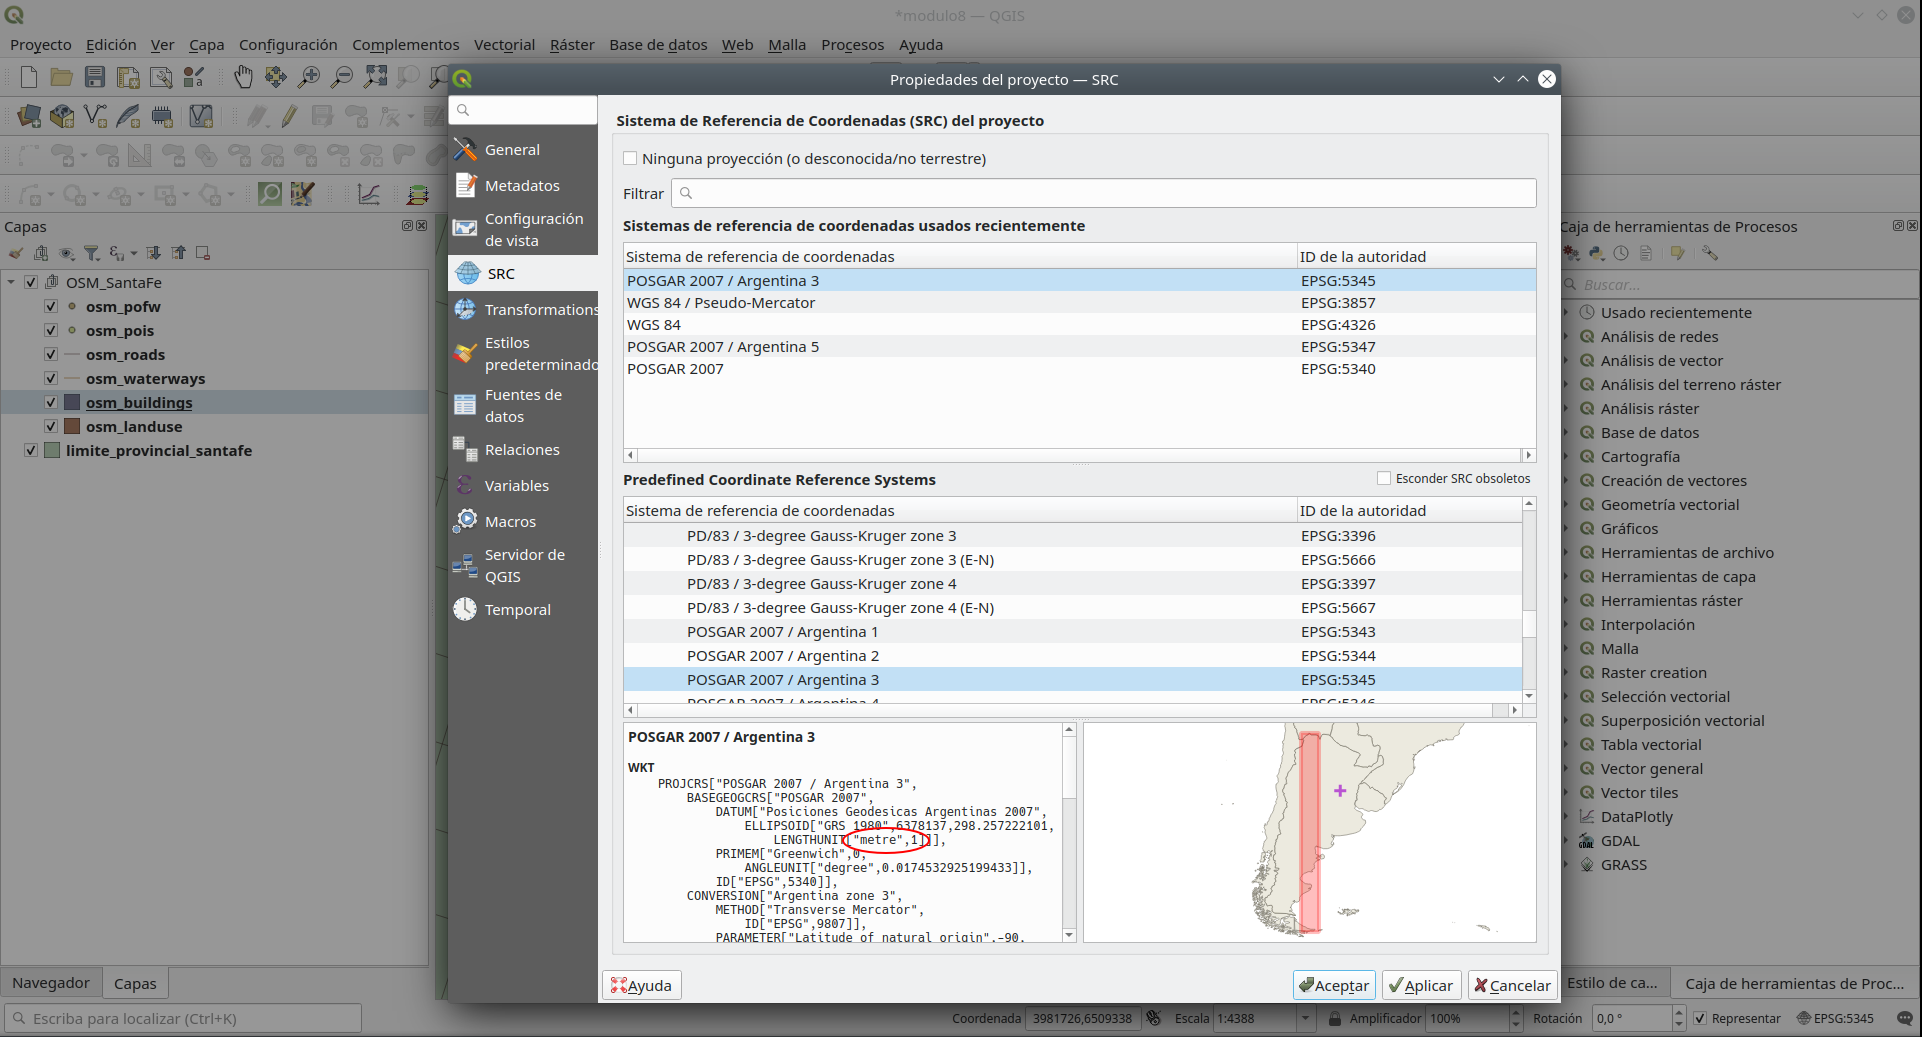 *modulo8 — QGIS
Proyecto Edición Ver Capa Configuración Complementos Vectorial Ráster Base de datos Web Malla Procesos Ayuda
Propiedades del proyecto — SRC
Capas
OSM_SantaFe
osm_pofw
osm_pois
osm_roads
osm_waterways
osm_buildings
osm_landuse
limite_provincial_santafe
Navegador
Capas
General
Metadatos
Configuración
de vista
SRC
Transformations
Estilos
predeterminado
Fuentes de
datos
Relaciones
Variables
Macros
Servidor de
QGIS
Temporal
Sistema de Referencia de Coordenadas (SRC) del proyecto
Ninguna proyección (o desconocida/no terrestre)
Filtrar
Sistemas de referencia de coordenadas usados recientemente
Sistema de referencia de coordenadas ID de la autoridad
POSGAR 2007 / Argentina 3 EPSG:5345
WGS 84 / Pseudo-Mercator EPSG:3857
WGS 84 EPSG:4326
POSGAR 2007 / Argentina 5 EPSG:5347
POSGAR 2007 EPSG:5340
Predefined Coordinate Reference Systems
Esconder SRC obsoletos
Sistema de referencia de coordenadas ID de la autoridad
PD/83 / 3-degree Gauss-Kruger zone 3 EPSG:3396
PD/83 / 3-degree Gauss-Kruger zone 3 (E-N) EPSG:5666
PD/83 / 3-degree Gauss-Kruger zone 4 EPSG:3397
PD/83 / 3-degree Gauss-Kruger zone 4 (E-N) EPSG:5667
POSGAR 2007 / Argentina 1 EPSG:5343
POSGAR 2007 / Argentina 2 EPSG:5344
POSGAR 2007 / Argentina 3 EPSG:5345
POSGAR 2007 / Argentina 4 EPSG:5346
POSGAR 2007 / Argentina 3
WKT
PROJCRS["POSGAR 2007 / Argentina 3",
BASEGEOGCRS["POSGAR 2007",
DATUM["Posiciones Geodesicas Argentinas 2007",
ELLIPSOID["GRS 1980",6378137,298.257222101,
LENGTHUNIT["metre",1]]],
PRIMEM["Greenwich",0,
ANGLEUNIT["degree",0.0174532925199433]],
ID["EPSG",5340]],
CONVERSION["Argentina zone 3",
METHOD["Transverse Mercator",
ID["EPSG",9807]],
PARAMETER["Latitude of natural origin",-90,
Ayuda
Aceptar
Aplicar
Cancelar
Caja de herramientas de Procesos
Buscar...
Usado recientemente
Análisis de redes
Análisis de vector
Análisis del terreno ráster
Análisis ráster
Base de datos
Cartografía
Creación de vectores
Geometría vectorial
Gráficos
Herramientas de archivo
Herramientas de capa
Herramientas ráster
Interpolación
Malla
Raster creation
Selección vectorial
Superposición vectorial
Tabla vectorial
Vector general
Vector tiles
DataPlotly
GDAL
GRASS
Estilo de ca...
Caja de herramientas de Proc...
Escriba para localizar (Ctrl+K)
Coordenada 3981726,6509338 Escala 1:4388 Amplificador 100% Rotación 0,0 ° Representar EPSG:5345